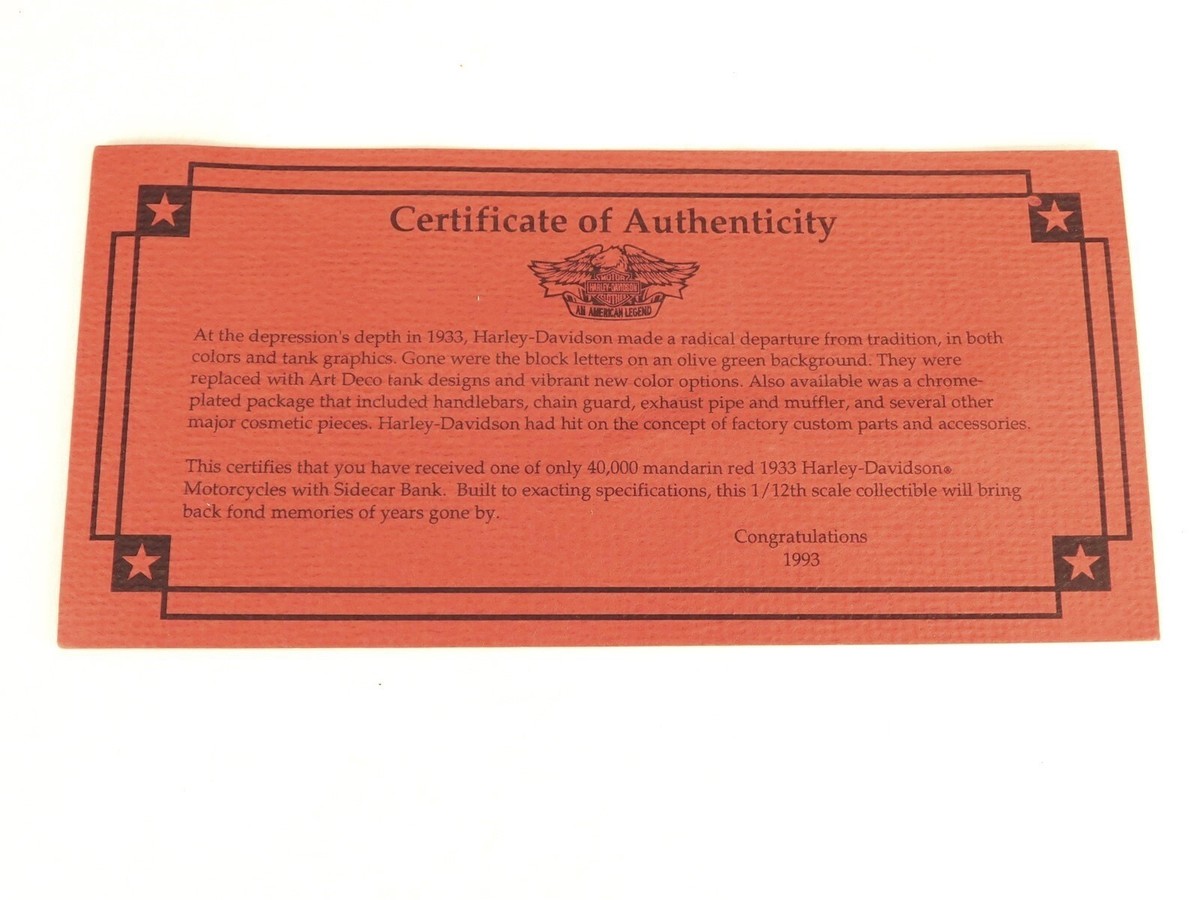 Certificate of Authenticity
MOTOR
HARLEY-DAVIDSON
CYCLES
AN AMERICAN LEGEND
At the depression's depth in 1933, Harley-Davidson made a radical departure from tradition, in both
colors and tank graphics. Gone were the block letters on an olive green background. They were
replaced with Art Deco tank designs and vibrant new color options. Also available was a chrome-
plated package that included handlebars, chain guard, exhaust pipe and muffler, and several other
major cosmetic pieces. Harley-Davidson had hit on the concept of factory custom parts and accessories.
This certifies that you have received one of only 40,000 mandarin red 1933 Harley-Davidson®
Motorcycles with Sidecar Bank. Built to exacting specifications, this 1/12th scale collectible will bring
back fond memories of years gone by.
Congratulations
1993